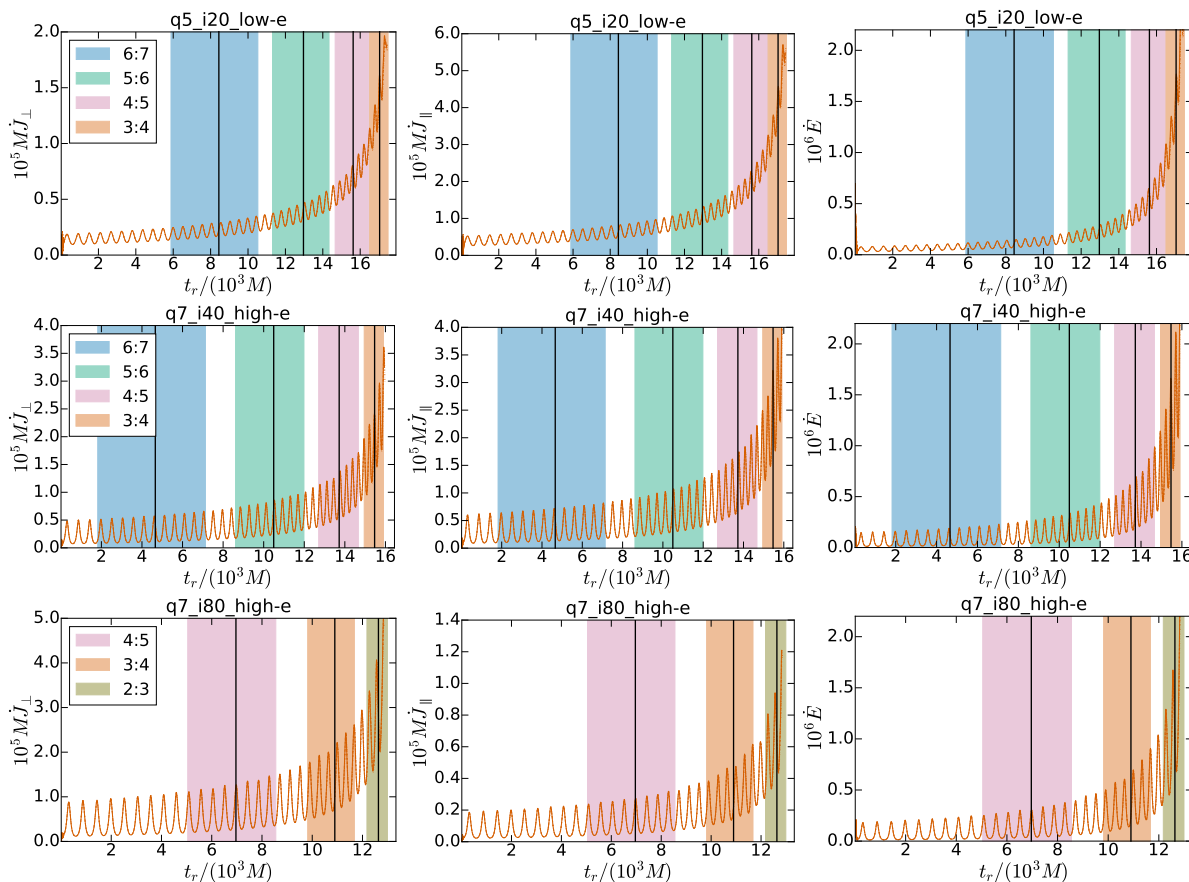 q5_i20_low-e
q5_i20_low-e
q5_i20_low-e
10^5 M J̇_⊥
2.0
1.5
1.0
0.5
0.0
6:7
5:6
4:5
3:4
2 4 6 8 10 12 14 16
t_r/(10^3 M)
10^5 M J̇_∥
6.0
5.0
4.0
3.0
2.0
1.0
0.0
2 4 6 8 10 12 14 16
t_r/(10^3 M)
10^6 Ė
2.0
1.5
1.0
0.5
0.0
2 4 6 8 10 12 14 16
t_r/(10^3 M)
q7_i40_high-e
q7_i40_high-e
q7_i40_high-e
10^5 M J̇_⊥
4.0
3.5
3.0
2.5
2.0
1.5
1.0
0.5
0.0
6:7
5:6
4:5
3:4
2 4 6 8 10 12 14 16
t_r/(10^3 M)
10^5 M J̇_∥
4.0
3.5
3.0
2.5
2.0
1.5
1.0
0.5
0.0
2 4 6 8 10 12 14 16
t_r/(10^3 M)
10^6 Ė
2.0
1.5
1.0
0.5
0.0
2 4 6 8 10 12 14 16
t_r/(10^3 M)
q7_i80_high-e
q7_i80_high-e
q7_i80_high-e
10^5 M J̇_⊥
5.0
4.0
3.0
2.0
1.0
0.0
4:5
3:4
2:3
2 4 6 8 10 12
t_r/(10^3 M)
10^5 M J̇_∥
1.4
1.2
1.0
0.8
0.6
0.4
0.2
0.0
2 4 6 8 10 12
t_r/(10^3 M)
10^6 Ė
2.0
1.5
1.0
0.5
0.0
2 4 6 8 10 12
t_r/(10^3 M)